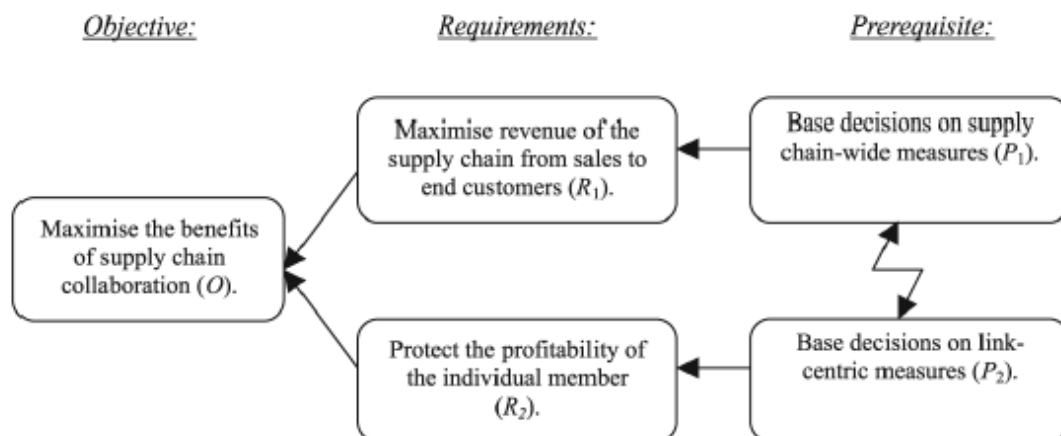 Objective:
Requirements:
Prerequisite:
Maximise the benefits
of supply chain
collaboration (O).
Maximise revenue of the
supply chain from sales to
end customers (R₁).
Base decisions on supply
chain-wide measures (P₁).
Protect the profitability of
the individual member
(R₂).
Base decisions on link-
centric measures (P₂).